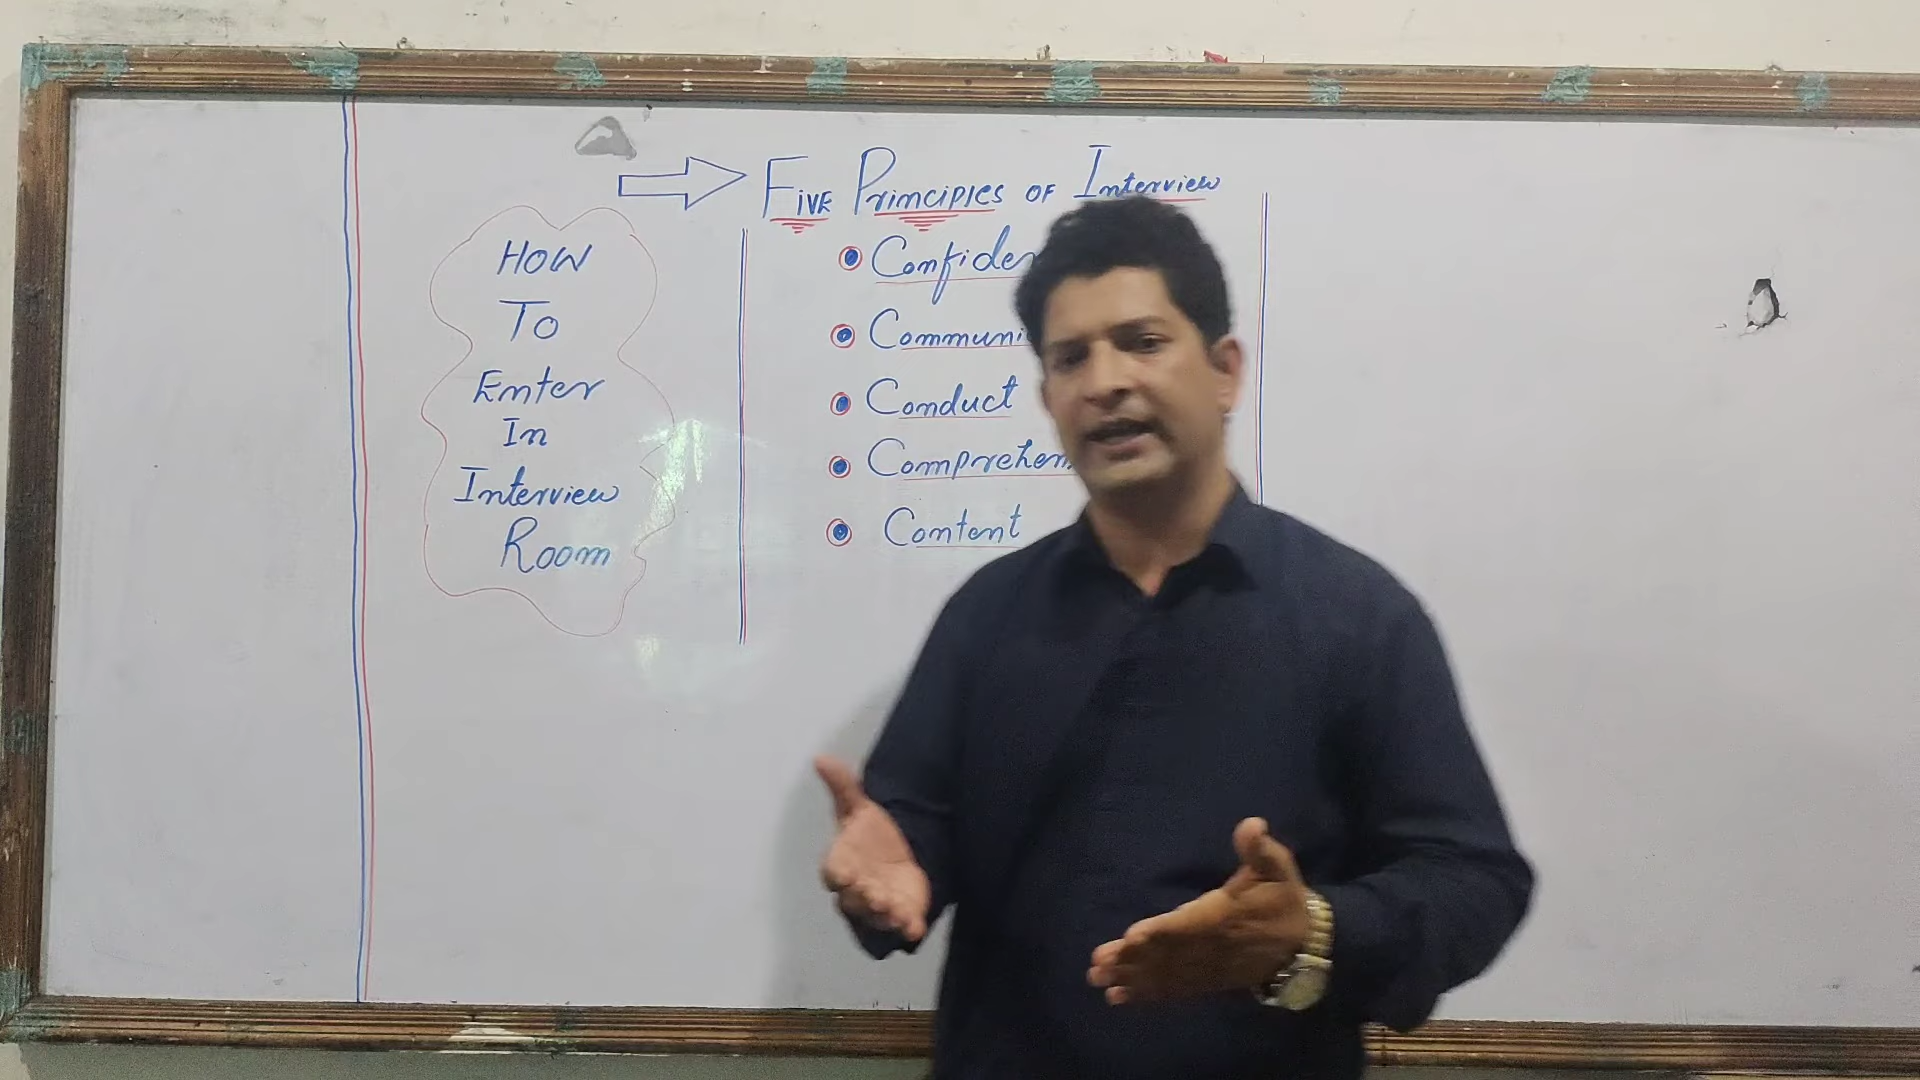 Five Principles of Interview
HOW
To
Enter
In
Interview
Room
Conduct
Content